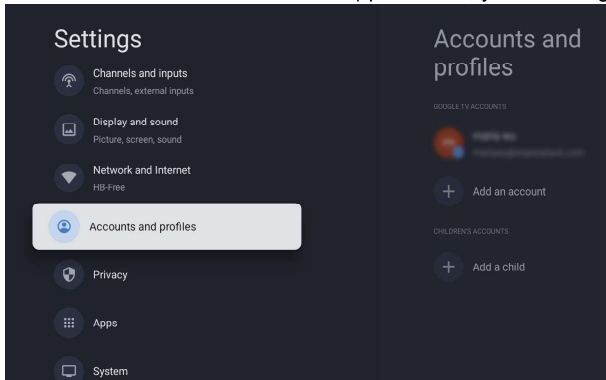 Settings
Channels and inputs
Channels, external inputs
Display and sound
Picture, screen, sound
Network and Internet
HB-Free
Accounts and profiles
Privacy
Apps
System
Accounts and
profiles
GOOGLE TV ACCOUNTS
Add an account
CHILDREN'S ACCOUNTS
Add a child